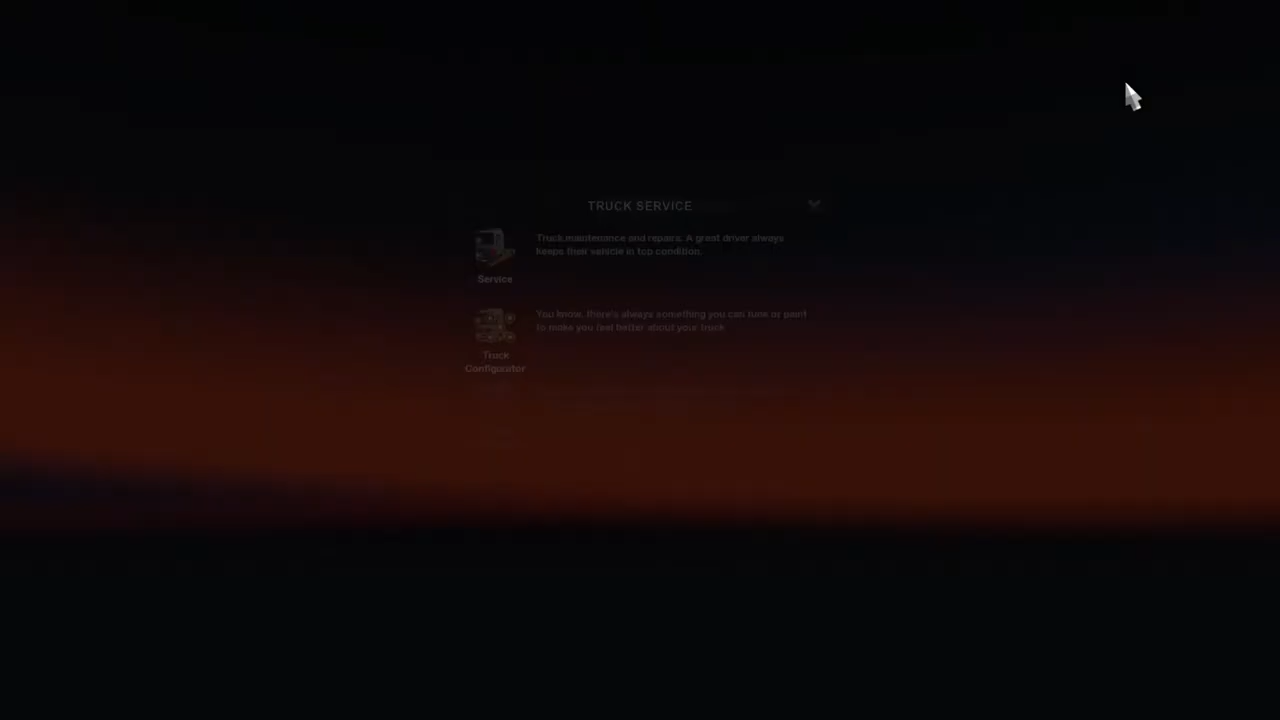 TRUCK SERVICE
Truck maintenance and repairs. A great driver always
keeps their vehicle in top condition.
Service
You know, there's always something you can tune or paint
to make you feel better about your truck
Truck
Configurator